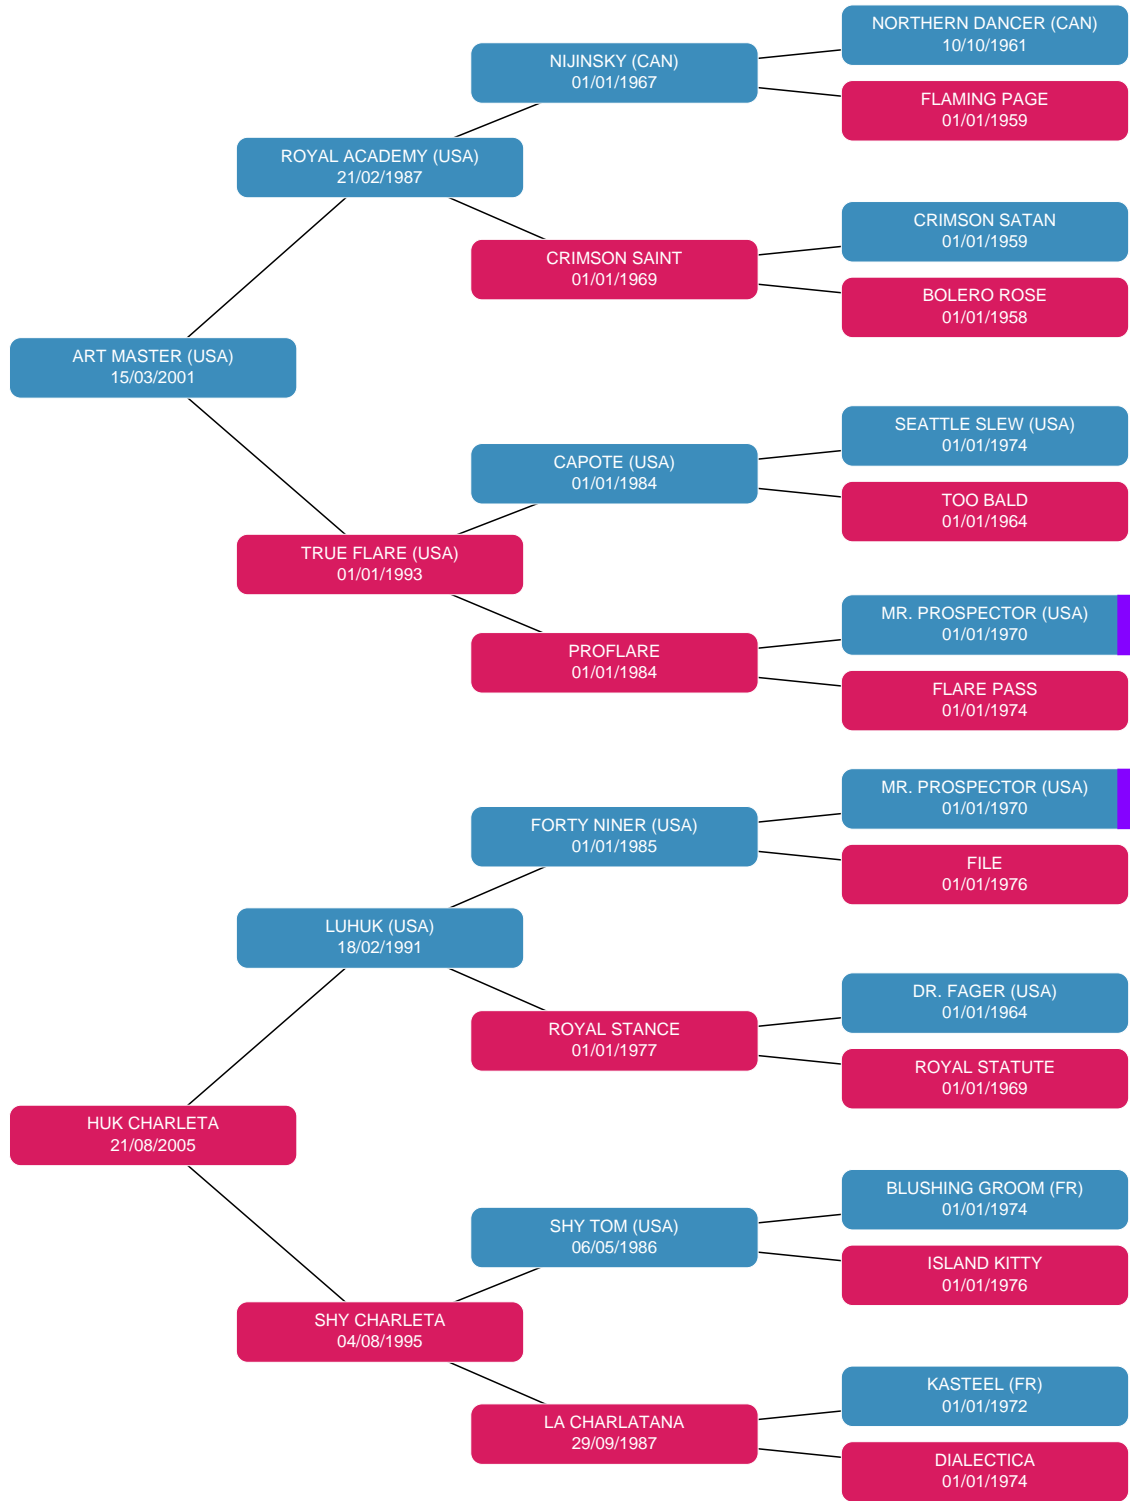 NORTHERN DANCER (CAN)
10/10/1961
NIJINSKY (CAN)
01/01/1967
FLAMING PAGE
01/01/1959
ROYAL ACADEMY (USA)
21/02/1987
CRIMSON SATAN
01/01/1959
CRIMSON SAINT
01/01/1969
BOLERO ROSE
01/01/1958
ART MASTER (USA)
15/03/2001
SEATTLE SLEW (USA)
01/01/1974
CAPOTE (USA)
01/01/1984
TOO BALD
01/01/1964
TRUE FLARE (USA)
01/01/1993
MR. PROSPECTOR (USA)
01/01/1970
PROFLARE
01/01/1984
FLARE PASS
01/01/1974
MR. PROSPECTOR (USA)
01/01/1970
FORTY NINER (USA)
01/01/1985
FILE
01/01/1976
LUHUK (USA)
18/02/1991
DR. FAGER (USA)
01/01/1964
ROYAL STANCE
01/01/1977
ROYAL STATUTE
01/01/1969
HUK CHARLETA
21/08/2005
BLUSHING GROOM (FR)
01/01/1974
SHY TOM (USA)
06/05/1986
ISLAND KITTY
01/01/1976
SHY CHARLETA
04/08/1995
KASTEEL (FR)
01/01/1972
LA CHARLATANA
29/09/1987
DIALECTICA
01/01/1974